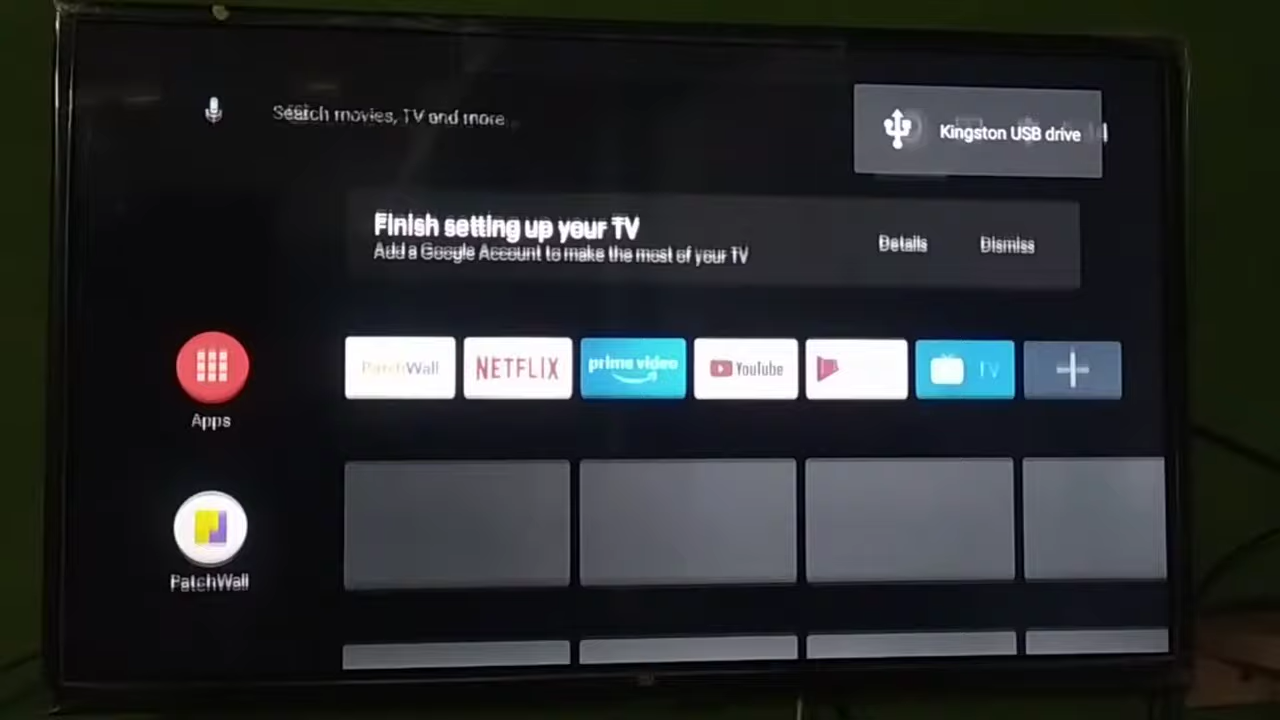 Search movies, TV and more
Kingston USB drive
Finish setting up your TV
Add a Google Account to make the most of your TV
Details
Dismiss
PatchWall
NETFLIX
prime video
YouTube
TV
Apps
PatchWall